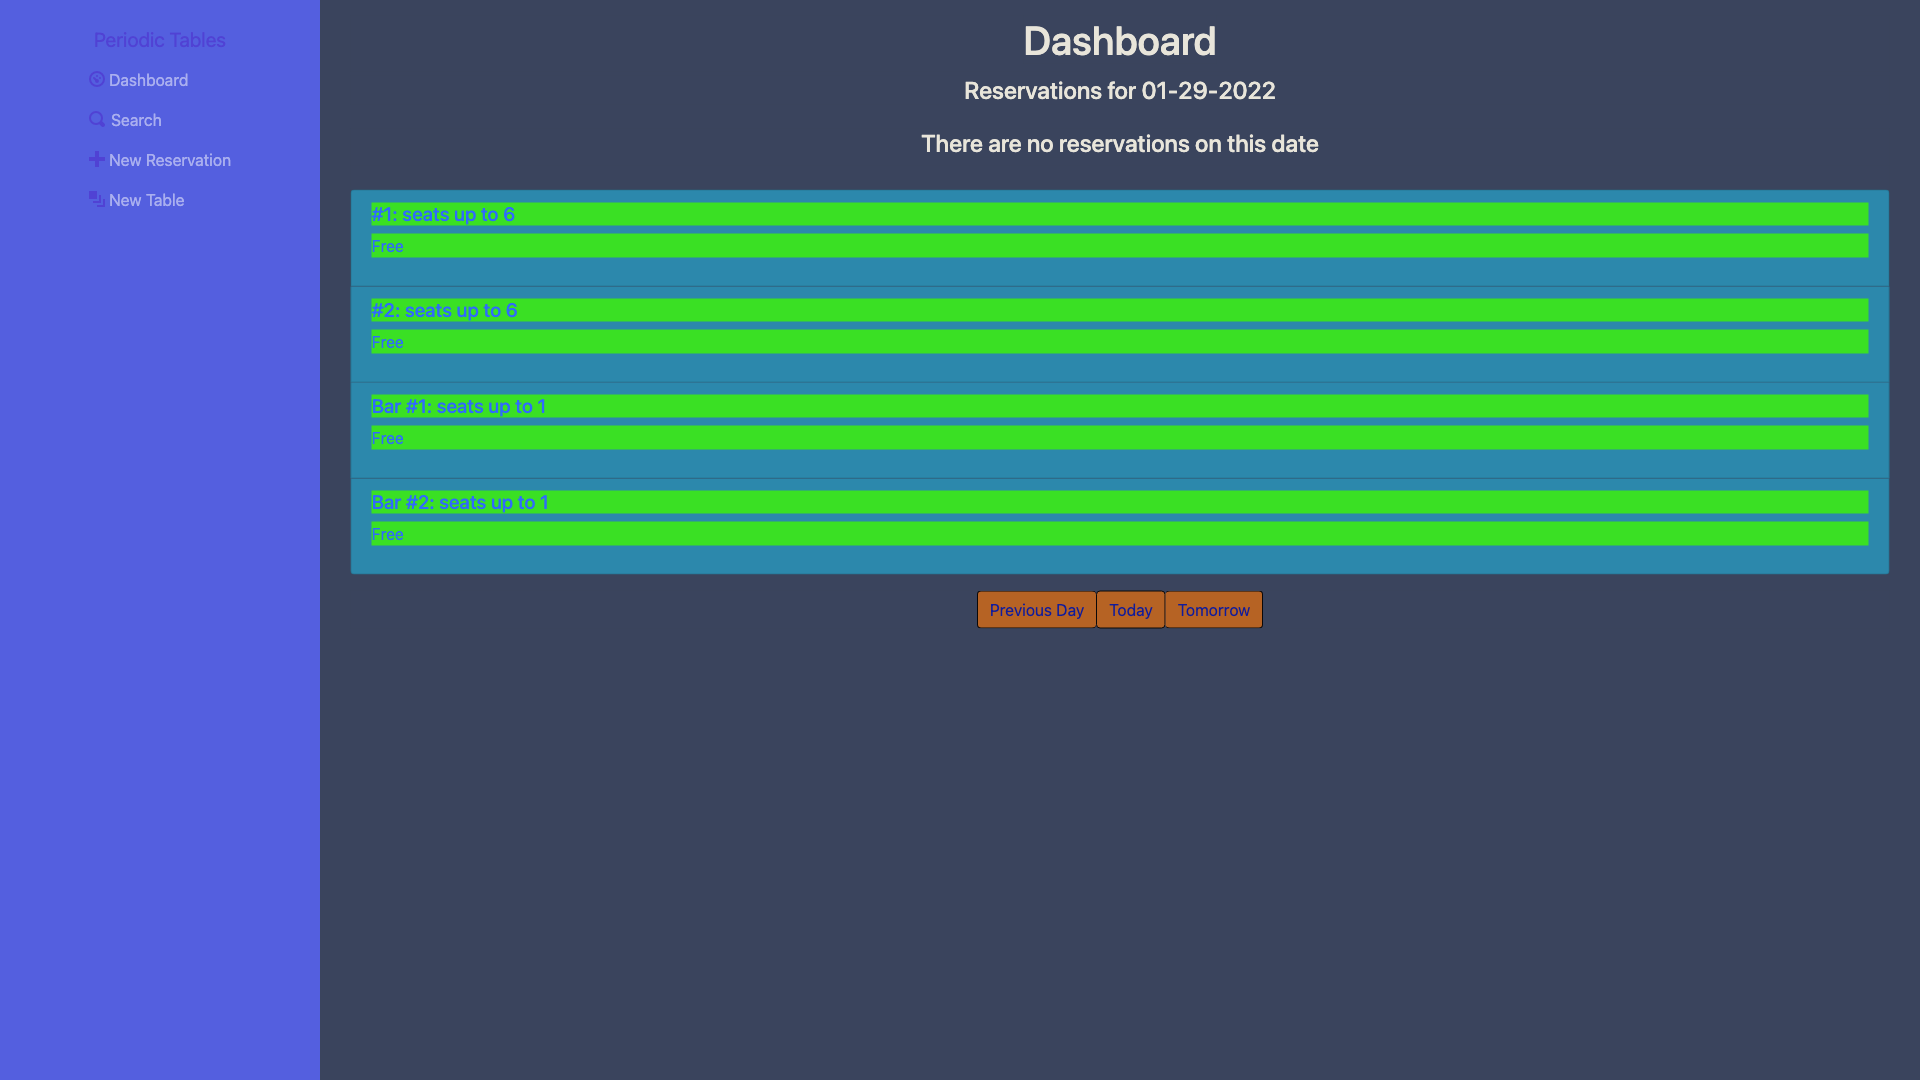 Periodic Tables
Dashboard
Search
New Reservation
New Table
Dashboard
Reservations for 01-29-2022
There are no reservations on this date
#1: seats up to 6
Free
#2: seats up to 6
Free
Bar #1: seats up to 1
Free
Bar #2: seats up to 1
Free
Previous Day Today Tomorrow